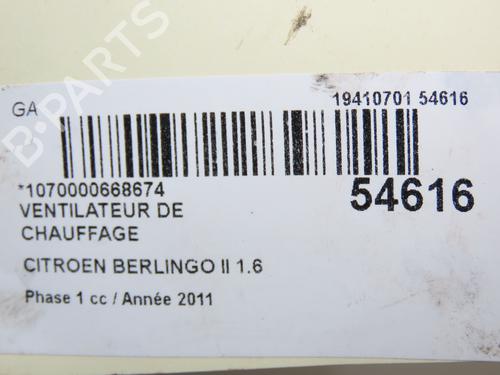 GA
19410701 54616
*1070000668674
54616
VENTILATEUR DE
CHAUFFAGE
CITROEN BERLINGO II 1.6
Phase 1 cc / Année 2011
B-PARTS